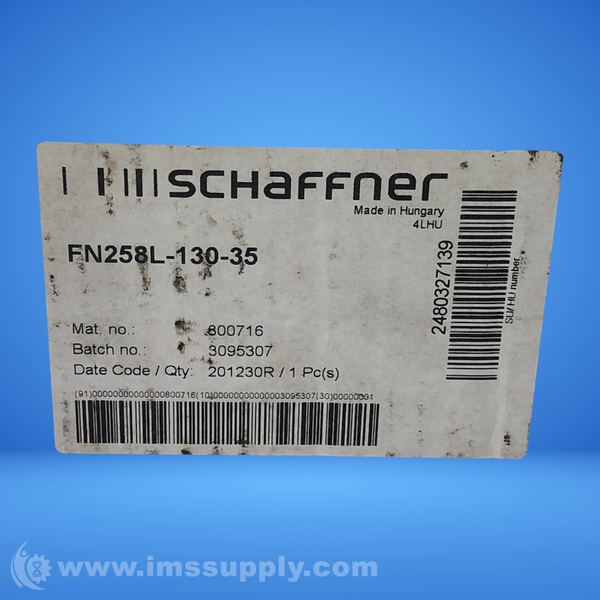 SCHaFFNer
Made in Hungary
4LHU
FN258L-130-35
Mat. no.: 800716
Batch no.: 3095307
Date Code / Qty: 201230R / 1 Pc(s)
(91)00000000000000800716(10)00000000000003095307(30)00000001
2480327139
SU/ HU number
www.imssupply.com